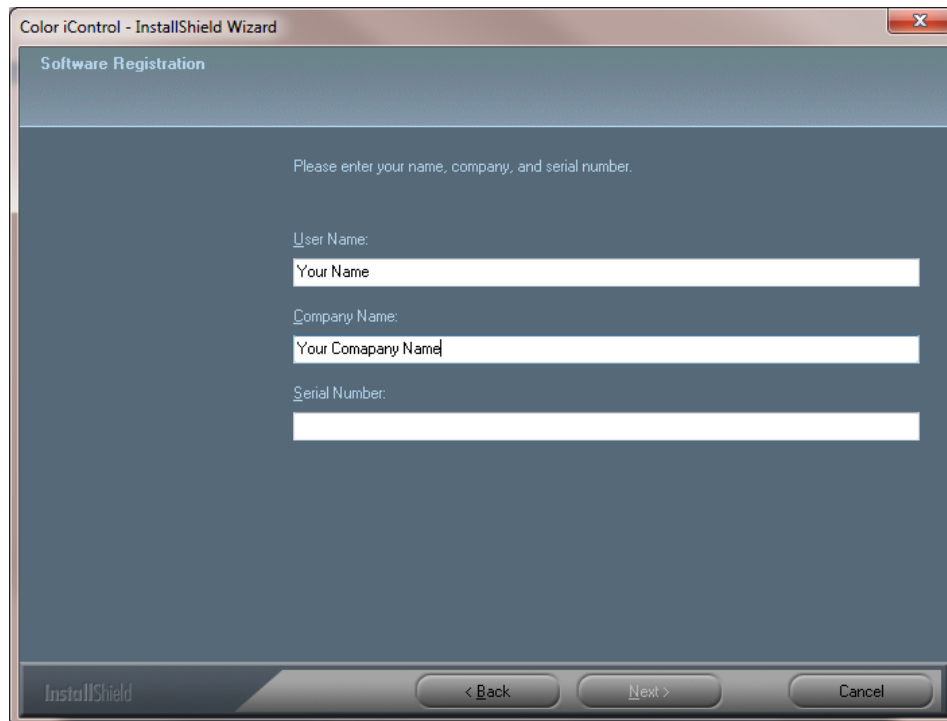 Color iControl - InstallShield Wizard
Software Registration
Please enter your name, company, and serial number.
User Name:
Your Name
Company Name:
Your Comapany Name
Serial Number:
InstallShield
< Back Next > Cancel